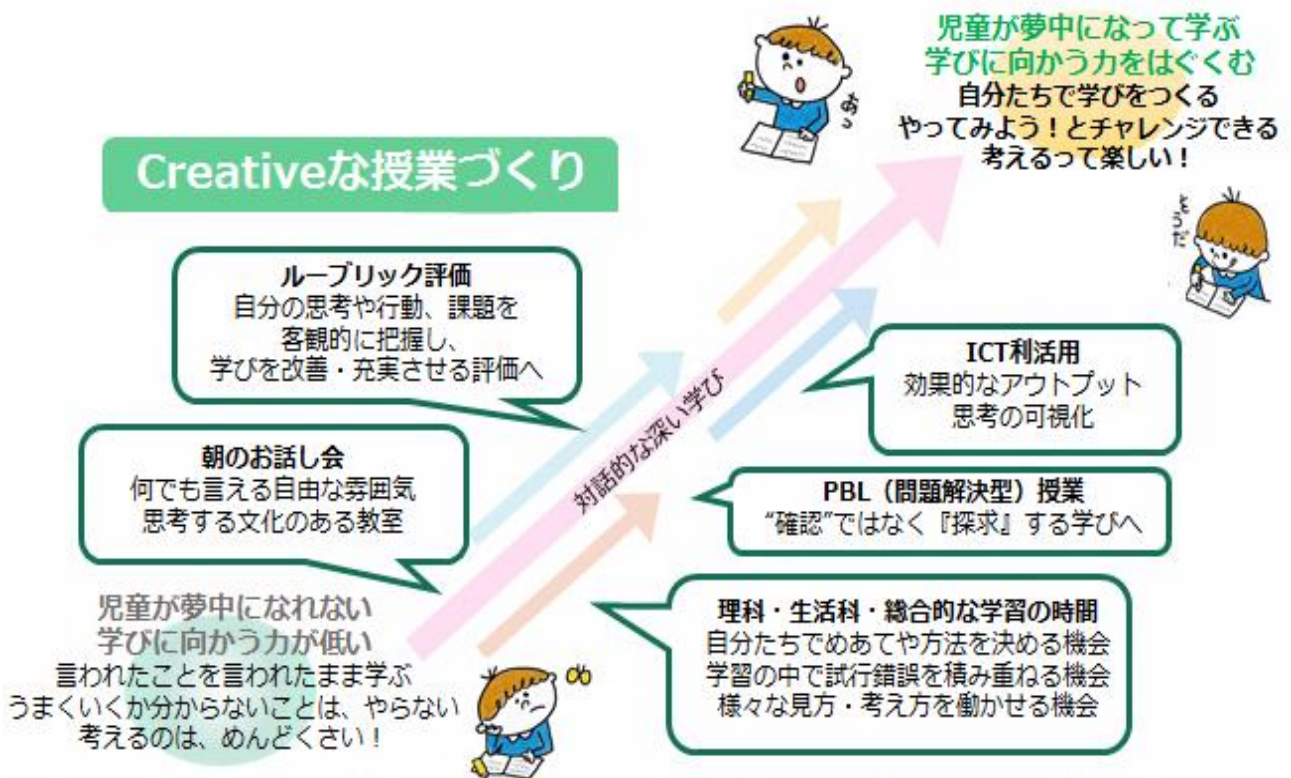 児童が夢中になって学ぶ
学びに向かう力をはぐくむ
自分たちで学びをつくる
やってみよう！とチャレンジできる
考えるって楽しい！
あっ
Creativeな授業づくり
そうだ
ルーブリック評価
自分の思考や行動、課題を
客観的に把握し、
学びを改善・充実させる評価へ
ICT利活用
効果的なアウトプット
思考の可視化
対話的な深い学び
朝のお話し会
何でも言える自由な雰囲気
思考する文化のある教室
PBL（問題解決型）授業
“確認”ではなく『探求』する学びへ
児童が夢中になれない
学びに向かう力が低い
言われたことを言われたまま学ぶ
うまくいくか分からないことは、やらない
考えるのは、めんどくさい！
理科・生活科・総合的な学習の時間
自分たちでめあてや方法を決める機会
学習の中で試行錯誤を積み重ねる機会
様々な見方・考え方を働かせる機会